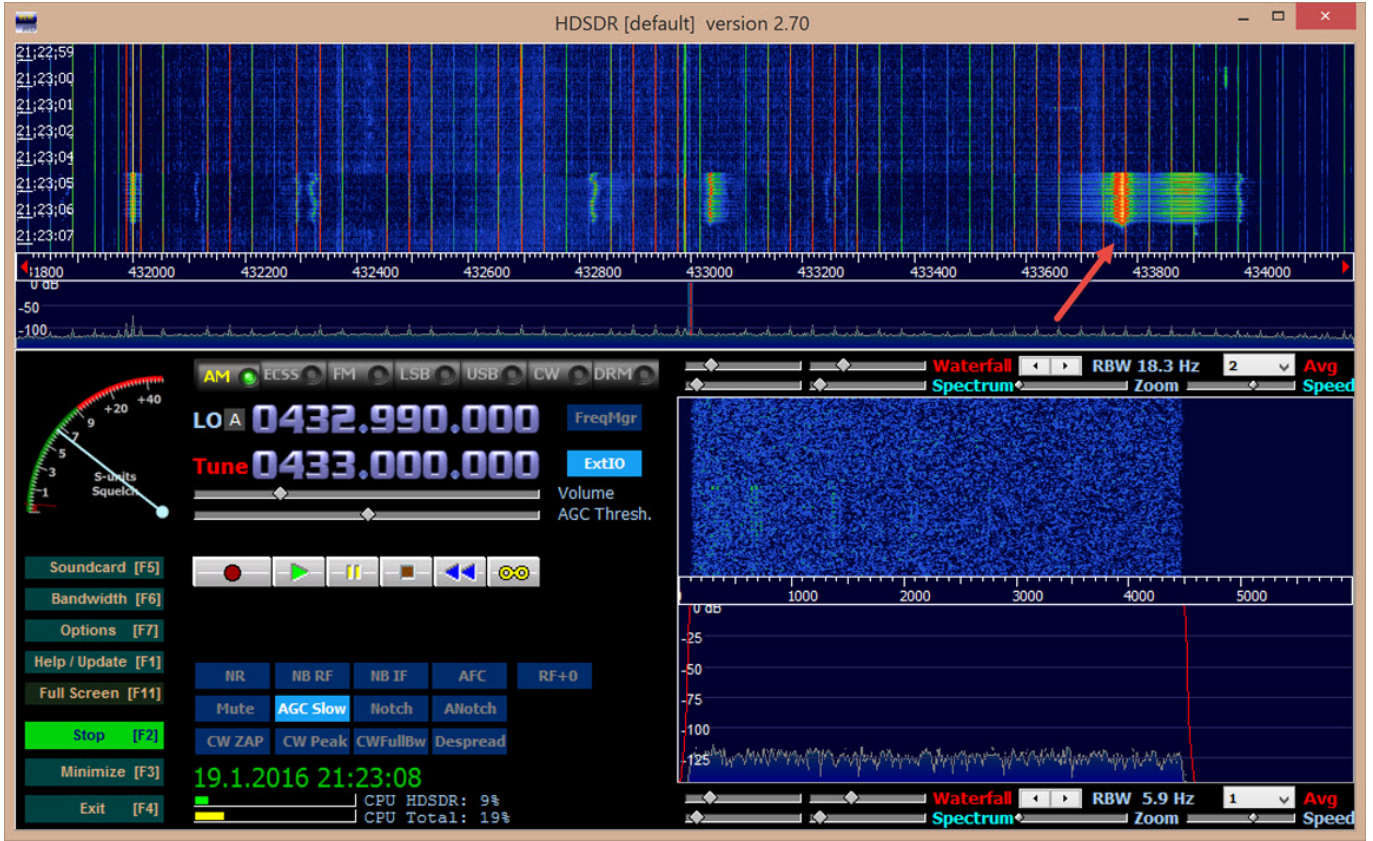 HDSDR [default] version 2.70
21:22:59
21:23:00
21:23:01
21:23:02
21:23:04
21:23:05
21:23:06
21:23:07
432000 432200 432400 432600 432800 433000 433200 433400 433600 433800 434000
0 dB
-50
-100
AM ECSS FM LSB USB CW DRM
Waterfall RBW 18.3 Hz 2 Avg
Spectrum Zoom Speed
+20 +40
9
7
5
3
1
S-units
Squelch
LO A 0432.990.000 FreqMgr
Tune 0433.000.000 ExtIO
Volume
AGC Thresh.
Soundcard [F5]
Bandwidth [F6]
Options [F7]
Help / Update [F1]
Full Screen [F11]
Stop [F2]
Minimize [F3]
Exit [F4]
NR NB RF NB IF AFC RF+0
Mute AGC Slow Notch ANotch
CW ZAP CW Peak CWFullBw Despread
19.1.2016 21:23:08
CPU HDSDR: 9%
CPU Total: 19%
1000 2000 3000 4000 5000
0 dB
-25
-50
-75
-100
-125
Waterfall RBW 5.9 Hz 1 Avg
Spectrum Zoom Speed